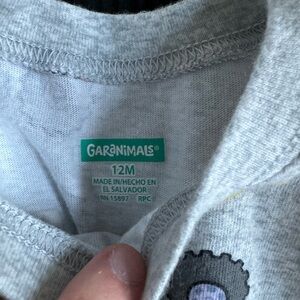 GARANIMALS®
12M
MADE IN/HECHO EN
EL SALVADOR
RN 15897 RPC